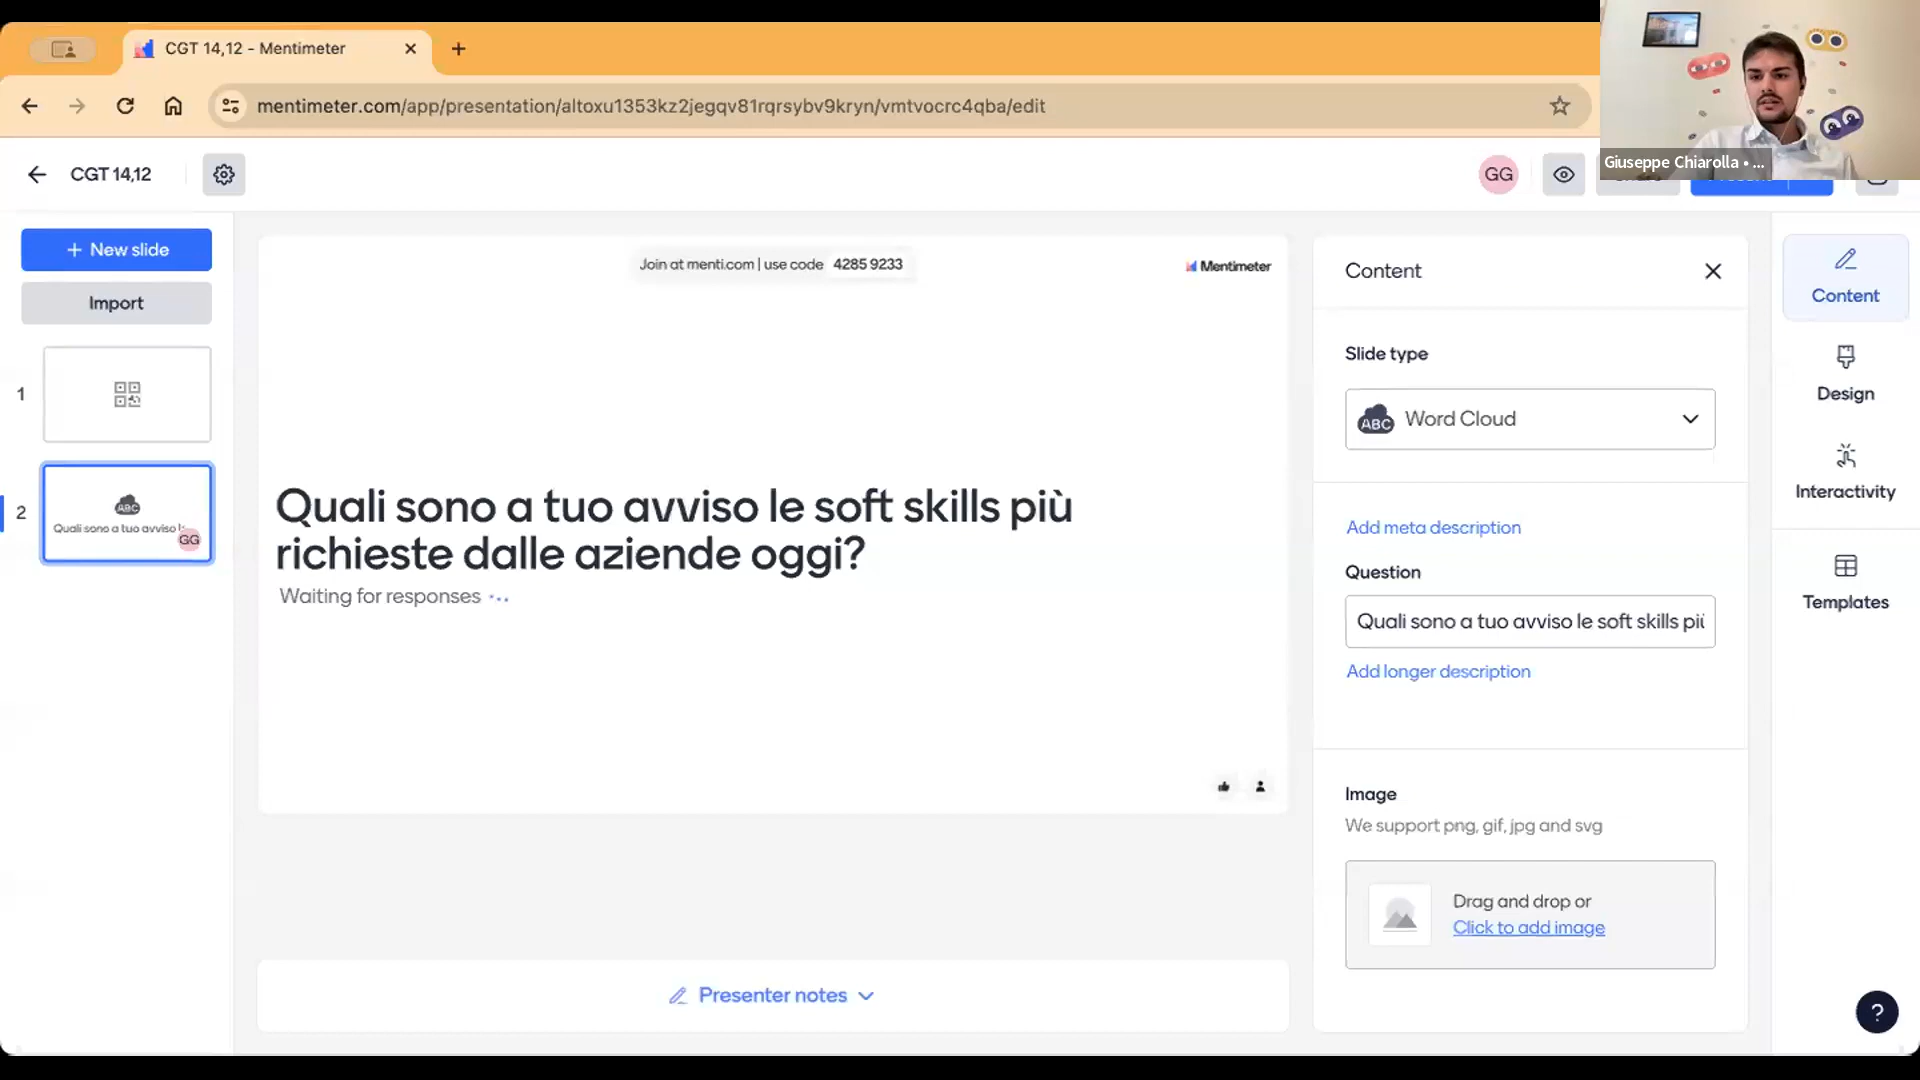 CGT 14,12 - Mentimeter
mentimeter.com/app/presentation/altoxu1353kz2jegqv81rqrsybv9kryn/vmtvocrc4qba/edit
Giuseppe Chiarolla • ...
CGT 14,12
GG
+ New slide
Import
1
2
ABC
Quali sono a tuo avviso
GG
Join at menti.com | use code 4285 9233
Mentimeter
Quali sono a tuo avviso le soft skills più
richieste dalle aziende oggi?
Waiting for responses
Presenter notes
Content
Slide type
ABC Word Cloud
Add meta description
Question
Quali sono a tuo avviso le soft skills più
Add longer description
Image
We support png, gif, jpg and svg
Drag and drop or
Click to add image
Content
Design
Interactivity
Templates
?